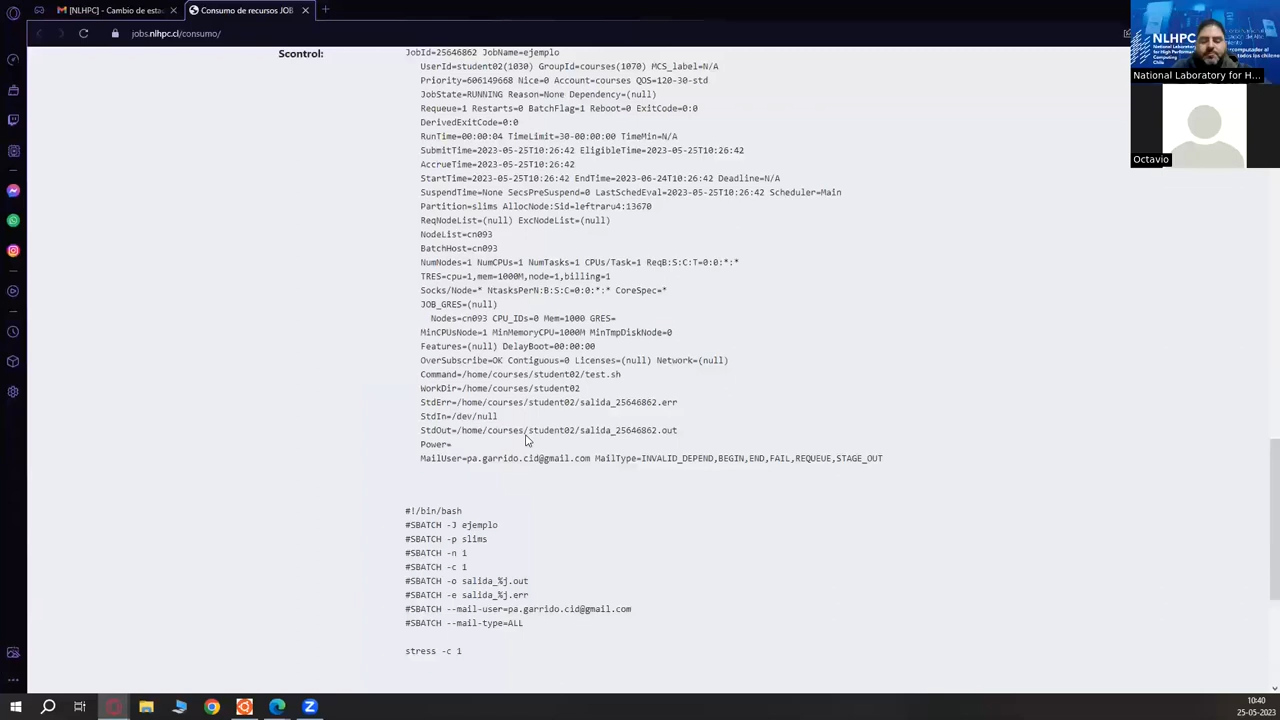 [NLHPC] - Cambio de esta
Consumo de recursos JOB
jobs.nlhpc.cl/consumo/
NLHPC
National Laboratory
for High Performance
Computing
Chile
National Laboratory for H...
Octavio
Scontrol:
JobId=25646862 JobName=ejemplo
UserId=student02(1030) GroupId=courses(1070) MCS_label=N/A
Priority=606149668 Nice=0 Account=courses QOS=120-30-std
JobState=RUNNING Reason=None Dependency=(null)
Requeue=1 Restarts=0 BatchFlag=1 Reboot=0 ExitCode=0:0
DerivedExitCode=0:0
RunTime=00:00:04 TimeLimit=30-00:00:00 TimeMin=N/A
SubmitTime=2023-05-25T10:26:42 EligibleTime=2023-05-25T10:26:42
AccrueTime=2023-05-25T10:26:42
StartTime=2023-05-25T10:26:42 EndTime=2023-06-24T10:26:42 Deadline=N/A
SuspendTime=None SecsPreSuspend=0 LastSchedEval=2023-05-25T10:26:42 Scheduler=Main
Partition=slims AllocNode:Sid=leftraru4:13670
ReqNodeList=(null) ExcNodeList=(null)
NodeList=cn093
BatchHost=cn093
NumNodes=1 NumCPUs=1 NumTasks=1 CPUs/Task=1 ReqB:S:C:T=0:0:*:*
TRES=cpu=1,mem=1000M,node=1,billing=1
Socks/Node=* NtasksPerN:B:S:C=0:0:*:* CoreSpec=*
JOB_GRES=(null)
Nodes=cn093 CPU_IDs=0 Mem=1000 GRES=
MinCPUsNode=1 MinMemoryCPU=1000M MinTmpDiskNode=0
Features=(null) DelayBoot=00:00:00
OverSubscribe=OK Contiguous=0 Licenses=(null) Network=(null)
Command=/home/courses/student02/test.sh
WorkDir=/home/courses/student02
StdErr=/home/courses/student02/salida_25646862.err
StdIn=/dev/null
StdOut=/home/courses/student02/salida_25646862.out
Power=
MailUser=pa.garrido.cid@gmail.com MailType=INVALID_DEPEND,BEGIN,END,FAIL,REQUEUE,STAGE_OUT
#!/bin/bash
#SBATCH -J ejemplo
#SBATCH -p slims
#SBATCH -n 1
#SBATCH -c 1
#SBATCH -o salida_%j.out
#SBATCH -e salida_%j.err
#SBATCH --mail-user=pa.garrido.cid@gmail.com
#SBATCH --mail-type=ALL
stress -c 1
10:40
25-05-2023